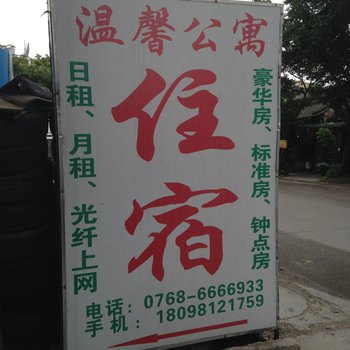 温馨公寓
日租、月租、光纤上网
住宿
豪华房、标准房、钟点房
电话：0768-6666933
手机：18098121759